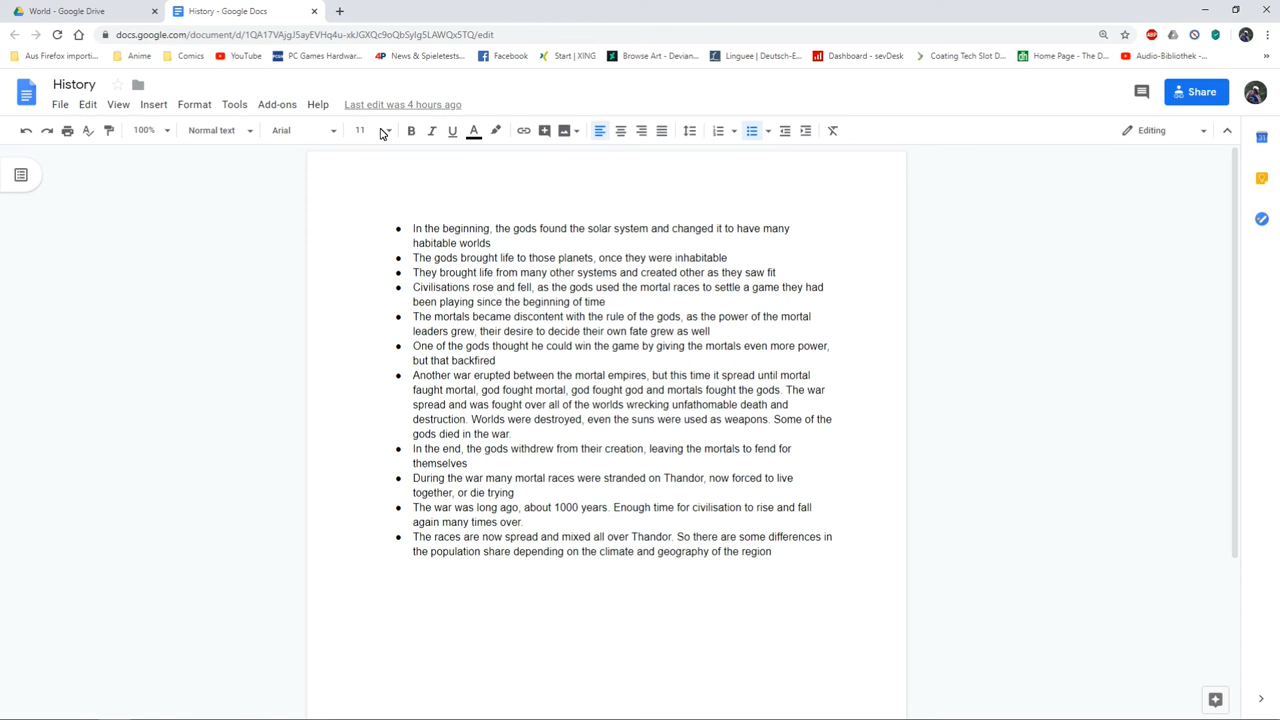 World - Google Drive
History - Google Docs
docs.google.com/document/d/1QA17VAjgJ5ayEVHq4u-xkJGXQc9oQbSyIg5LAWQx5TQ/edit
Aus Firefox importi...
Anime
Comics
YouTube
PC Games Hardwar...
4P News & Spieletests...
Facebook
Start | XING
Browse Art - Devian...
Linguee | Deutsch-E...
Dashboard - sevDesk
Coating Tech Slot D...
Home Page - The D...
Audio-Bibliothek -...
»
History
File Edit View Insert Format Tools Add-ons Help Last edit was 4 hours ago
Share
100% Normal text Arial 11 B I U A Editing
● In the beginning, the gods found the solar system and changed it to have many
habitable worlds
● The gods brought life to those planets, once they were inhabitable
● They brought life from many other systems and created other as they saw fit
● Civilisations rose and fell, as the gods used the mortal races to settle a game they had
been playing since the beginning of time
● The mortals became discontent with the rule of the gods, as the power of the mortal
leaders grew, their desire to decide their own fate grew as well
● One of the gods thought he could win the game by giving the mortals even more power,
but that backfired
● Another war erupted between the mortal empires, but this time it spread until mortal
faught mortal, god fought mortal, god fought god and mortals fought the gods. The war
spread and was fought over all of the worlds wrecking unfathomable death and
destruction. Worlds were destroyed, even the suns were used as weapons. Some of the
gods died in the war.
● In the end, the gods withdrew from their creation, leaving the mortals to fend for
themselves
● During the war many mortal races were stranded on Thandor, now forced to live
together, or die trying
● The war was long ago, about 1000 years. Enough time for civilisation to rise and fall
again many times over.
● The races are now spread and mixed all over Thandor. So there are some differences in
the population share depending on the climate and geography of the region